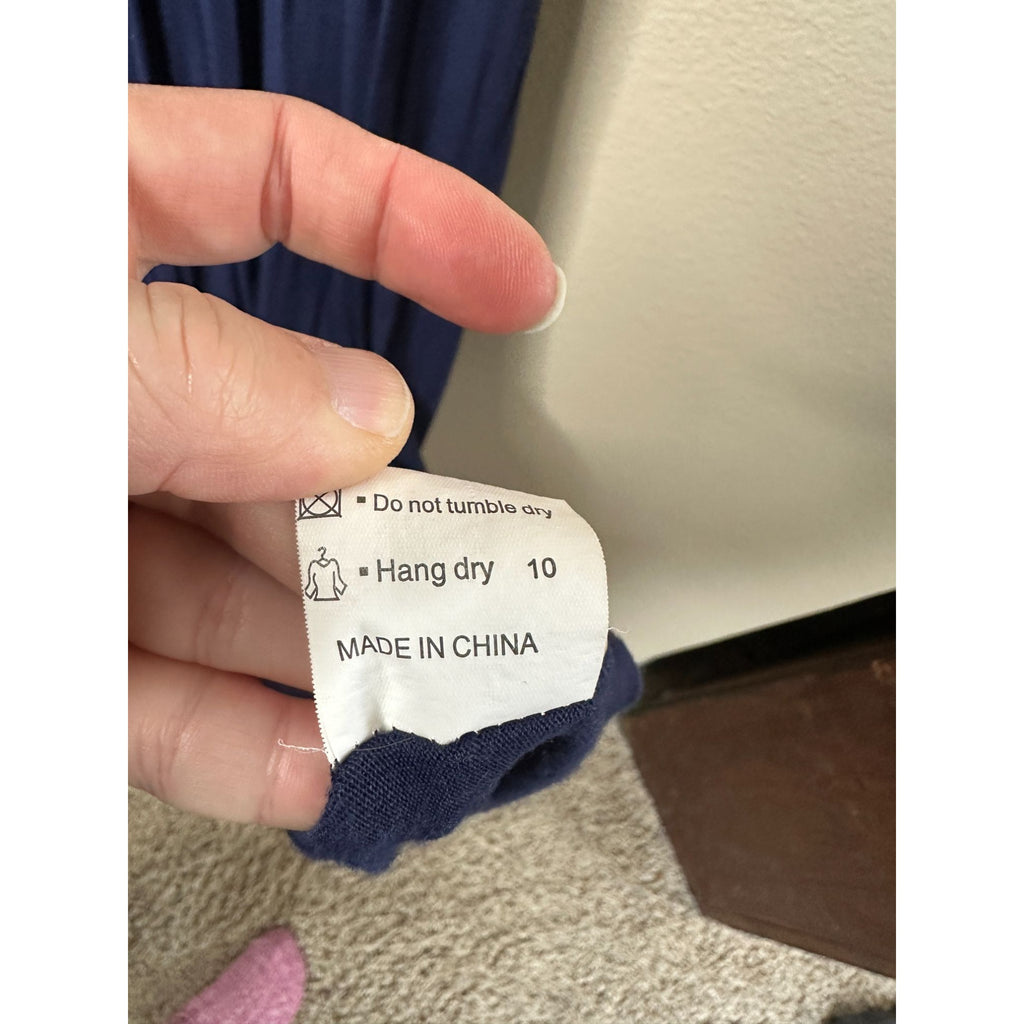 ▪ Do not tumble dry
▪ Hang dry 10
MADE IN CHINA